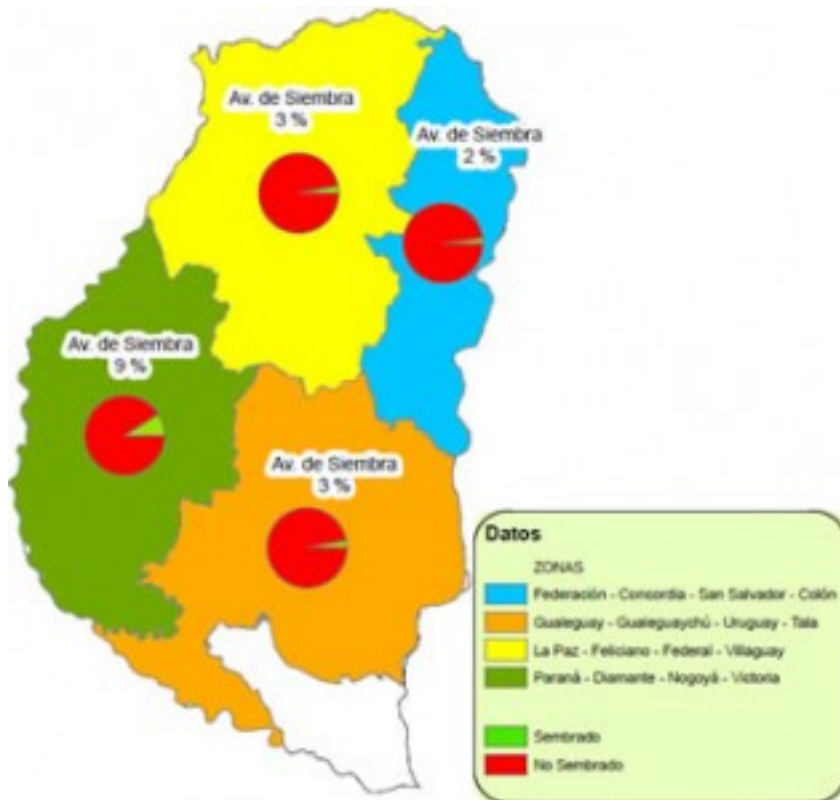 Av. de Siembra
3 %
Av. de Siembra
2 %
Av. de Siembra
9 %
Av. de Siembra
3 %
Datos
ZONAS
Federación - Concordia - San Salvador - Colón
Gualeguay - Gualeguaychú - Uruguay - Tala
La Paz - Feliciano - Federal - Villaguay
Paraná - Diamante - Nogoyá - Victoria
Sembrado
No Sembrado